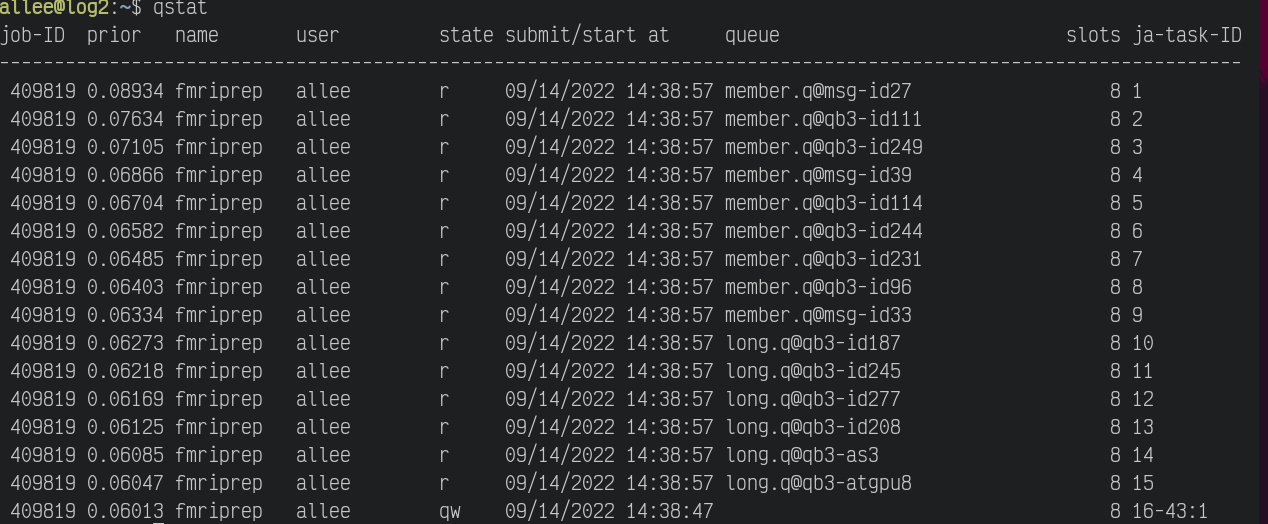 allee@log2:~$ qstat
job-ID  prior   name       user         state submit/start at     queue                          slots ja-task-ID
-----------------------------------------------------------------------------------------------------------------
 409819 0.08934 fmriprep   allee        r     09/14/2022 14:38:57 member.q@msg-id27                  8 1
 409819 0.07634 fmriprep   allee        r     09/14/2022 14:38:57 member.q@qb3-id111                 8 2
 409819 0.07105 fmriprep   allee        r     09/14/2022 14:38:57 member.q@qb3-id249                 8 3
 409819 0.06866 fmriprep   allee        r     09/14/2022 14:38:57 member.q@msg-id39                  8 4
 409819 0.06704 fmriprep   allee        r     09/14/2022 14:38:57 member.q@qb3-id114                 8 5
 409819 0.06582 fmriprep   allee        r     09/14/2022 14:38:57 member.q@qb3-id244                 8 6
 409819 0.06485 fmriprep   allee        r     09/14/2022 14:38:57 member.q@qb3-id231                 8 7
 409819 0.06403 fmriprep   allee        r     09/14/2022 14:38:57 member.q@qb3-id96                  8 8
 409819 0.06334 fmriprep   allee        r     09/14/2022 14:38:57 member.q@msg-id33                  8 9
 409819 0.06273 fmriprep   allee        r     09/14/2022 14:38:57 long.q@qb3-id187                   8 10
 409819 0.06218 fmriprep   allee        r     09/14/2022 14:38:57 long.q@qb3-id245                   8 11
 409819 0.06169 fmriprep   allee        r     09/14/2022 14:38:57 long.q@qb3-id277                   8 12
 409819 0.06125 fmriprep   allee        r     09/14/2022 14:38:57 long.q@qb3-id208                   8 13
 409819 0.06085 fmriprep   allee        r     09/14/2022 14:38:57 long.q@qb3-as3                     8 14
 409819 0.06047 fmriprep   allee        r     09/14/2022 14:38:57 long.q@qb3-atgpu8                  8 15
 409819 0.06013 fmriprep   allee        qw    09/14/2022 14:38:47                                    8 16-43:1